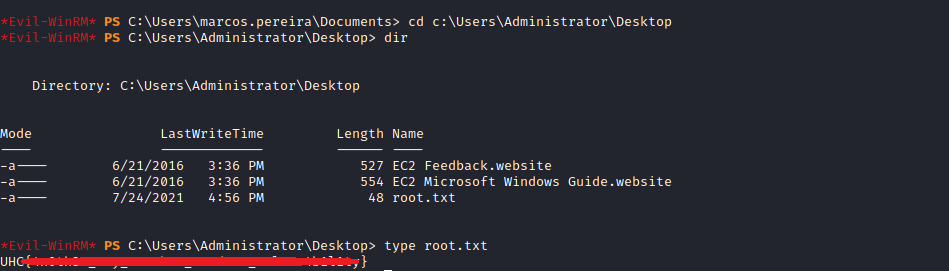 *Evil-WinRM* PS C:\Users\marcos.pereira\Documents> cd c:\Users\Administrator\Desktop
*Evil-WinRM* PS C:\Users\Administrator\Desktop> dir
Directory: C:\Users\Administrator\Desktop
Mode LastWriteTime Length Name
---- ------------- ------ ----
-a---- 6/21/2016 3:36 PM 527 EC2 Feedback.website
-a---- 6/21/2016 3:36 PM 554 EC2 Microsoft Windows Guide.website
-a---- 7/24/2021 4:56 PM 48 root.txt
*Evil-WinRM* PS C:\Users\Administrator\Desktop> type root.txt
UHC{